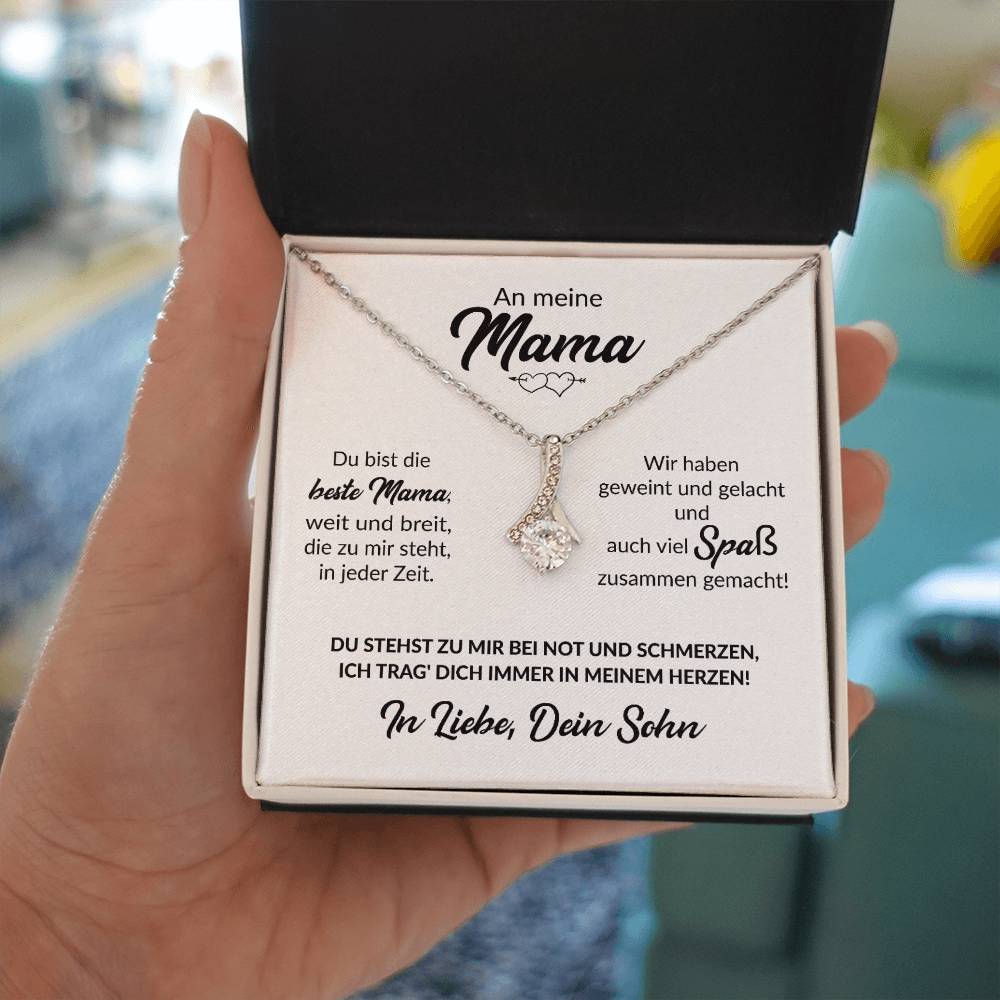 An meine
Mama
Du bist die
beste Mama,
weit und breit,
die zu mir steht,
in jeder Zeit.
Wir haben
geweint und gelacht
und
auch viel Spaß
zusammen gemacht!
DU STEHST ZU MIR BEI NOT UND SCHMERZEN,
ICH TRAG' DICH IMMER IN MEINEM HERZEN!
In Liebe, Dein Sohn